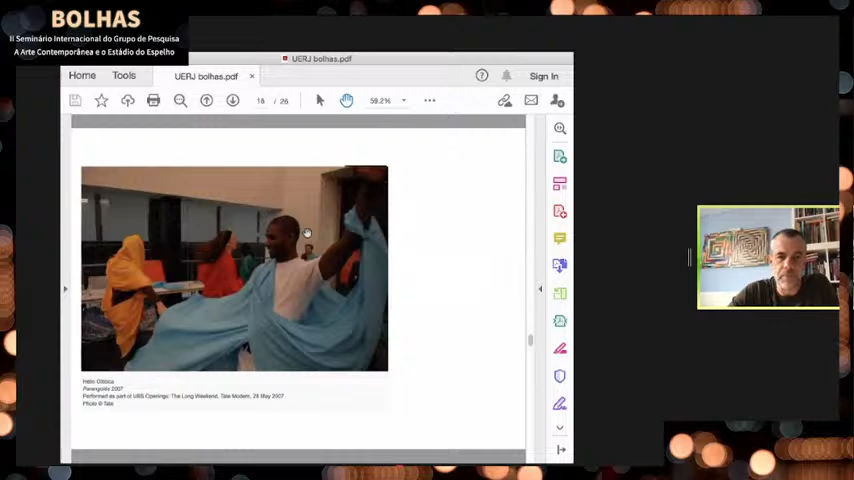 BOLHAS
II Seminário Internacional do Grupo de Pesquisa
A Arte Contemporânea e o Estádio do Espelho
UERJ bolhas.pdf
Home Tools UERJ bolhas.pdf × Sign In
18 / 26 59.2%
Hélio Oiticica
Parangolés 2007
Performed as part of UBS Openings: The Long Weekend, Tate Modern, 26 May 2007
Photo © Tate